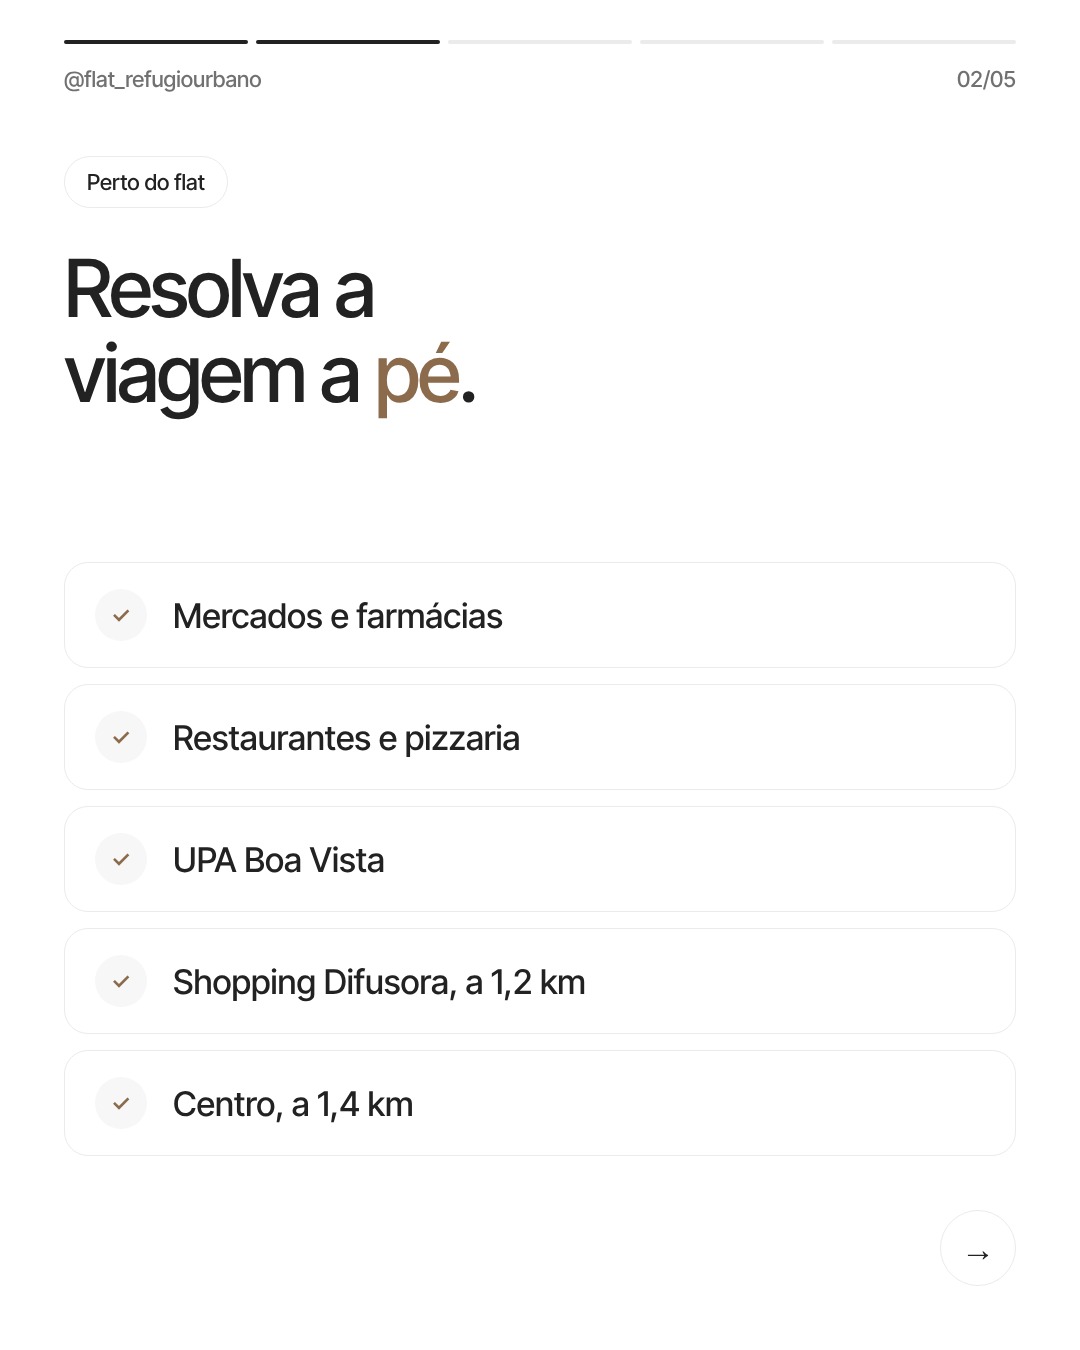 @flat_refugiourbano
02/05
Perto do flat
Resolva a
viagem a pé.
Mercados e farmácias
Restaurantes e pizzaria
UPA Boa Vista
Shopping Difusora, a 1,2 km
Centro, a 1,4 km
→